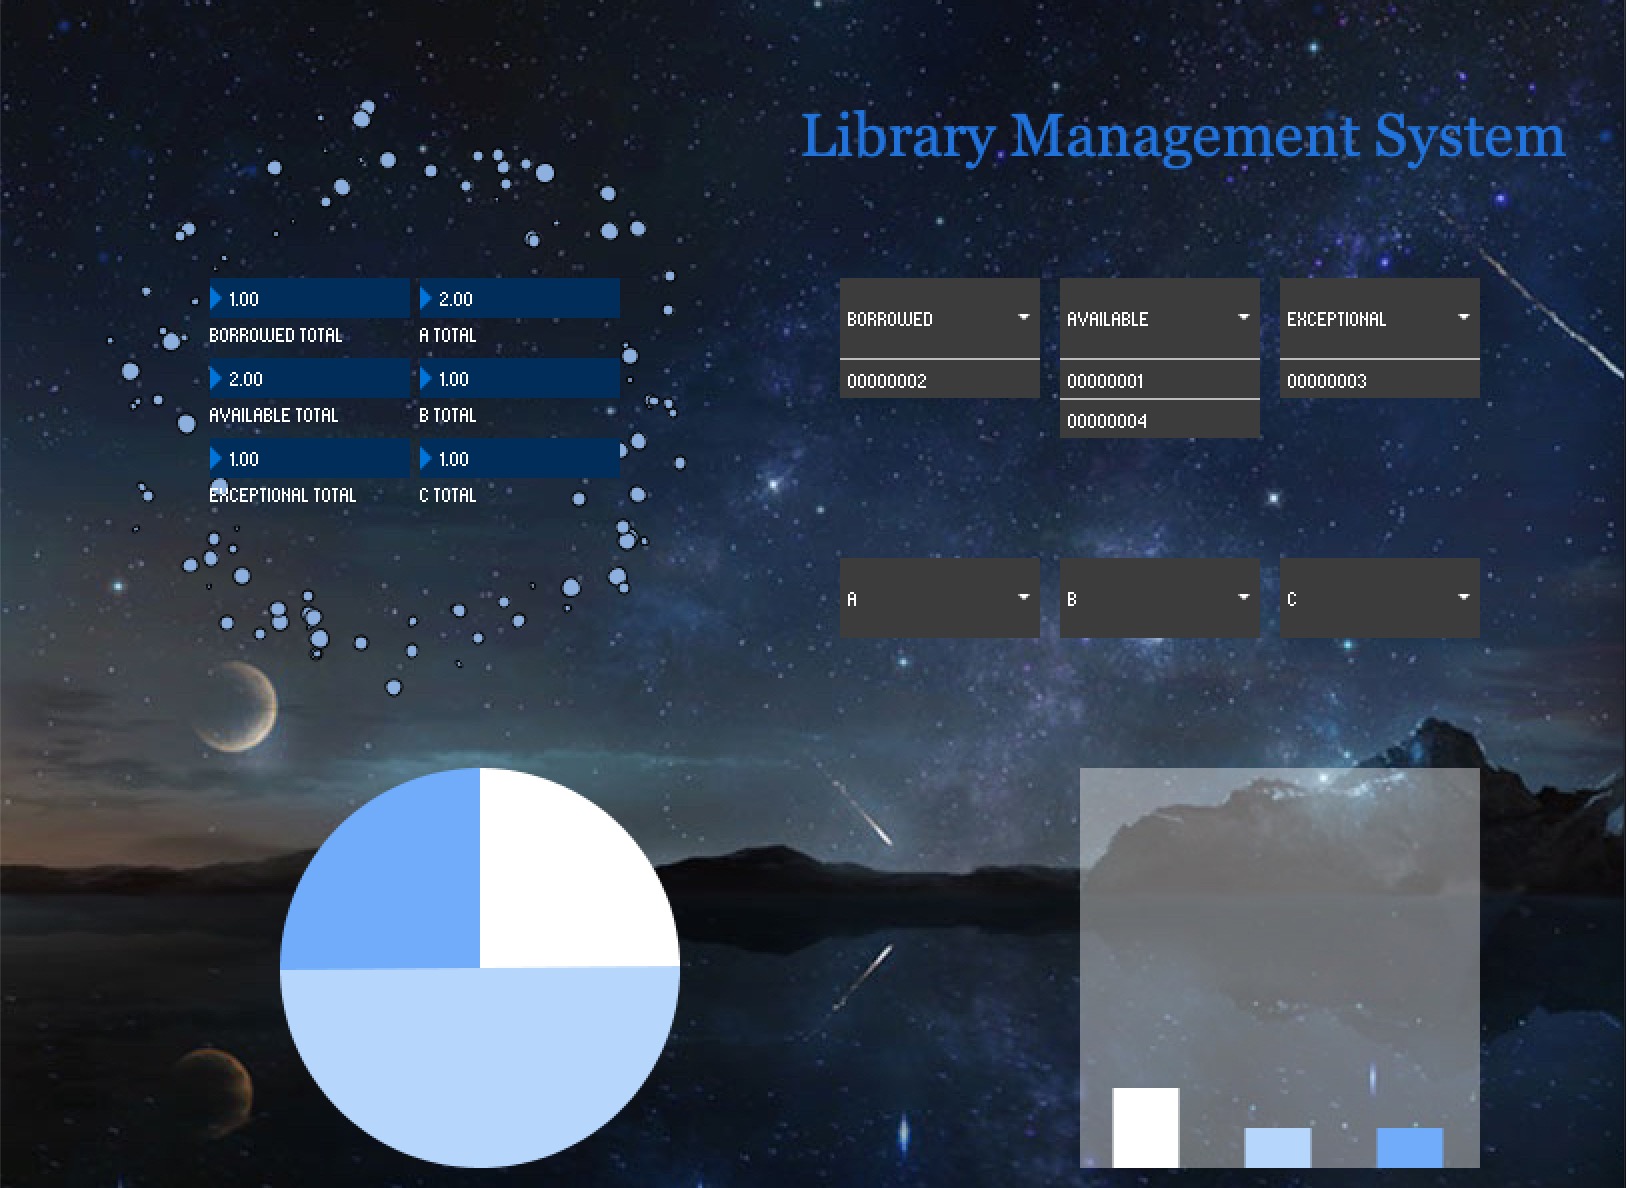 Library Management System
1.00
2.00
BORROWED TOTAL
A TOTAL
2.00
1.00
AVAILABLE TOTAL
B TOTAL
1.00
1.00
EXCEPTIONAL TOTAL
C TOTAL
BORROWED
AVAILABLE
EXCEPTIONAL
00000002
00000001
00000003
00000004
A
B
C